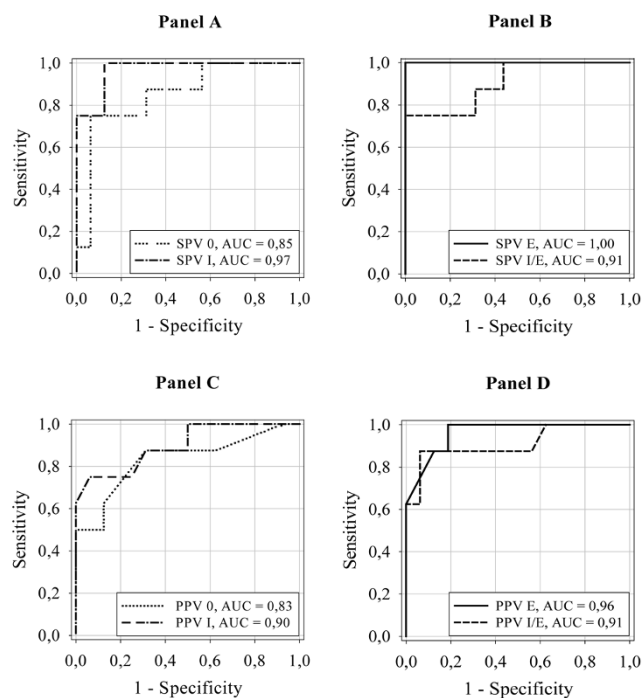 Panel A
1,0
0,8
0,6
0,4
0,2
0,0
Sensitivity
SPV 0, AUC = 0,85
SPV I, AUC = 0,97
0,0 0,2 0,4 0,6 0,8 1,0
1 - Specificity
Panel B
1,0
0,8
0,6
0,4
0,2
0,0
Sensitivity
SPV E, AUC = 1,00
SPV I/E, AUC = 0,91
0,0 0,2 0,4 0,6 0,8 1,0
1 - Specificity
Panel C
1,0
0,8
0,6
0,4
0,2
0,0
Sensitivity
PPV 0, AUC = 0,83
PPV I, AUC = 0,90
0,0 0,2 0,4 0,6 0,8 1,0
1 - Specificity
Panel D
1,0
0,8
0,6
0,4
0,2
0,0
Sensitivity
PPV E, AUC = 0,96
PPV I/E, AUC = 0,91
0,0 0,2 0,4 0,6 0,8 1,0
1 - Specificity